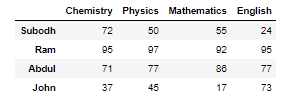 Chemistry Physics Mathematics English
Subodh 72 50 55 24
Ram 95 97 92 95
Abdul 71 77 86 77
John 37 45 17 73